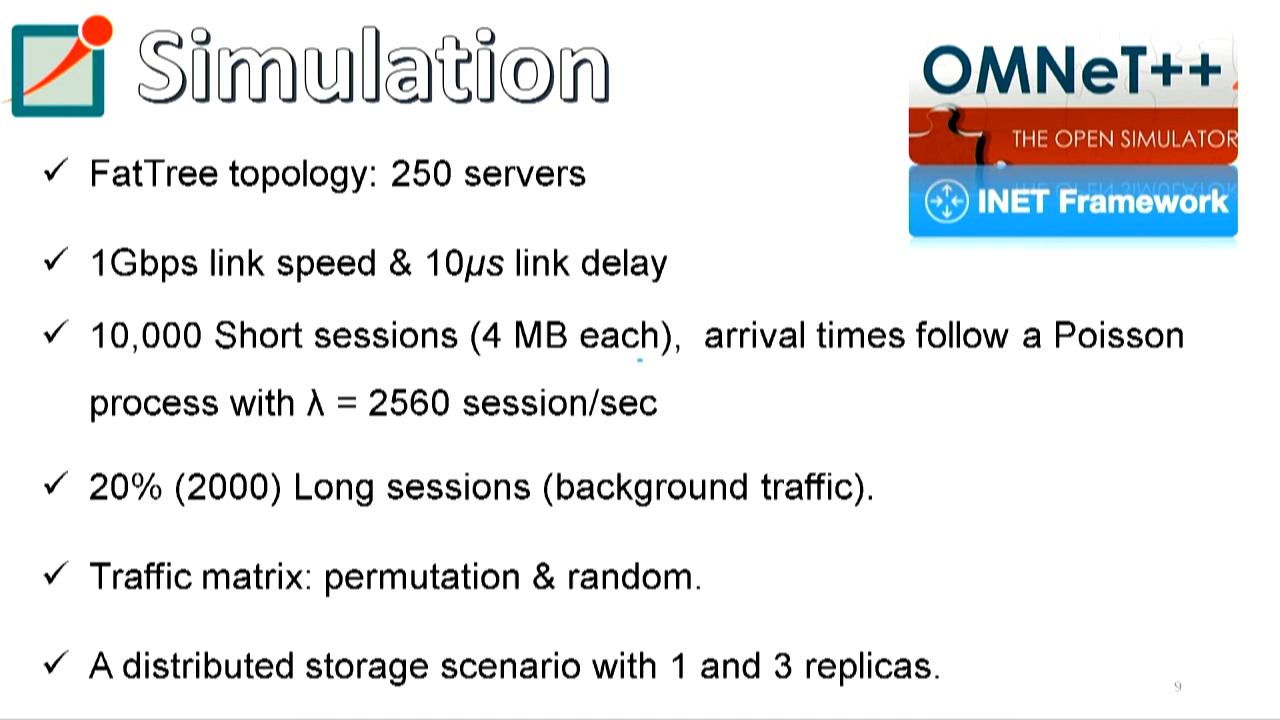 Simulation
OMNeT++
THE OPEN SIMULATOR
INET Framework
✓ FatTree topology: 250 servers
✓ 1Gbps link speed & 10μs link delay
✓ 10,000 Short sessions (4 MB each), arrival times follow a Poisson
process with λ = 2560 session/sec
✓ 20% (2000) Long sessions (background traffic).
✓ Traffic matrix: permutation & random.
✓ A distributed storage scenario with 1 and 3 replicas.
9